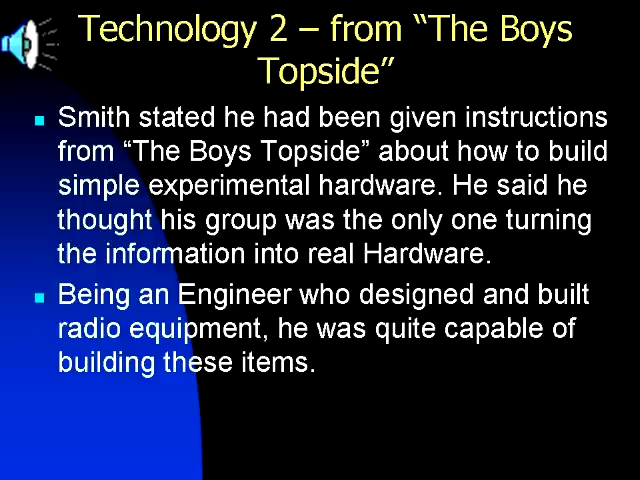 Technology 2 – from “The Boys
Topside”
Smith stated he had been given instructions
from “The Boys Topside” about how to build
simple experimental hardware. He said he
thought his group was the only one turning
the information into real Hardware.
Being an Engineer who designed and built
radio equipment, he was quite capable of
building these items.